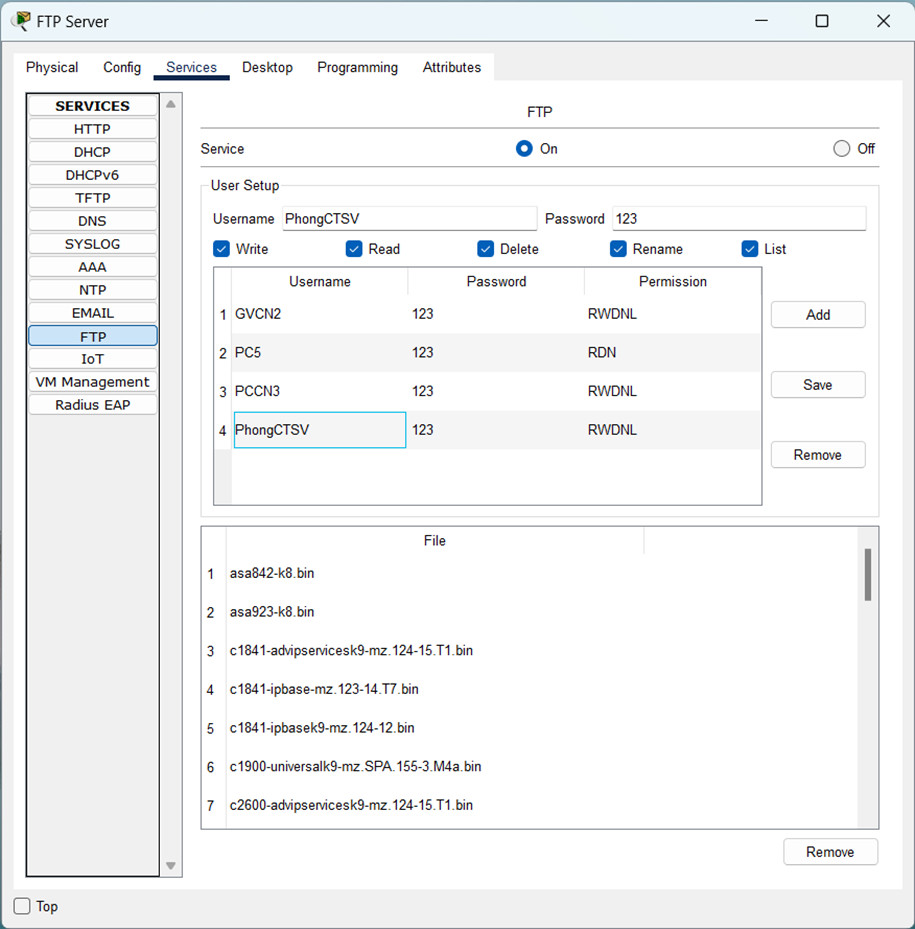 FTP Server
Physical Config Services Desktop Programming Attributes
SERVICES
HTTP
DHCP
DHCPv6
TFTP
DNS
SYSLOG
AAA
NTP
EMAIL
FTP
IoT
VM Management
Radius EAP
FTP
Service On Off
User Setup
Username PhongCTSV Password 123
Write Read Delete Rename List
Username Password Permission
1 GVCN2 123 RWDNL
2 PC5 123 RDN
3 PCCN3 123 RWDNL
4 PhongCTSV 123 RWDNL
Add
Save
Remove
File
1 asa842-k8.bin
2 asa923-k8.bin
3 c1841-advipservicesk9-mz.124-15.T1.bin
4 c1841-ipbase-mz.123-14.T7.bin
5 c1841-ipbasek9-mz.124-12.bin
6 c1900-universalk9-mz.SPA.155-3.M4a.bin
7 c2600-advipservicesk9-mz.124-15.T1.bin
Remove
Top